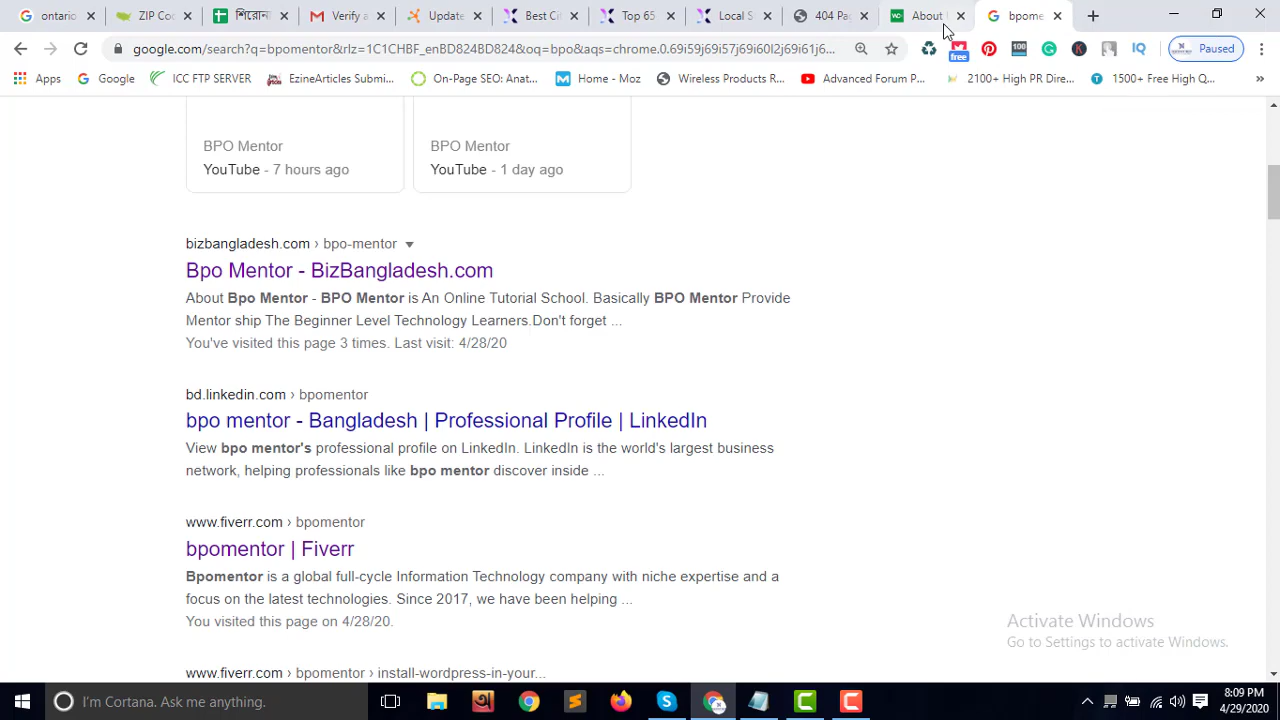 ontario
ZIP Co
Gmail
Verify a
Update
Best Cit
Top 63
Local S
404 Pag
About
bpome
google.com/search?q=bpomentor&rlz=1C1CHBF_enBD824BD824&oq=bpo&aqs=chrome.0.69i59j69i57j69i60l2j69i61j6...
free
100
IQ
Paused
Apps
Google
ICC FTP SERVER
EzineArticles Submi...
On-Page SEO: Anat...
Home - Moz
Wireless Products R...
Advanced Forum P...
2100+ High PR Dire...
1500+ Free High Q...
»
BPO Mentor
YouTube - 7 hours ago
BPO Mentor
YouTube - 1 day ago
bizbangladesh.com › bpo-mentor
Bpo Mentor - BizBangladesh.com
About Bpo Mentor - BPO Mentor is An Online Tutorial School. Basically BPO Mentor Provide
Mentor ship The Beginner Level Technology Learners.Don't forget ...
You've visited this page 3 times. Last visit: 4/28/20
bd.linkedin.com › bpomentor
bpo mentor - Bangladesh | Professional Profile | LinkedIn
View bpo mentor's professional profile on LinkedIn. LinkedIn is the world's largest business
network, helping professionals like bpo mentor discover inside ...
www.fiverr.com › bpomentor
bpomentor | Fiverr
Bpomentor is a global full-cycle Information Technology company with niche expertise and a
focus on the latest technologies. Since 2017, we have been helping ...
You visited this page on 4/28/20.
www.fiverr.com › bpomentor › install-wordpress-in-your...
Activate Windows
Go to Settings to activate Windows.
I'm Cortana. Ask me anything.
8:09 PM
4/29/2020